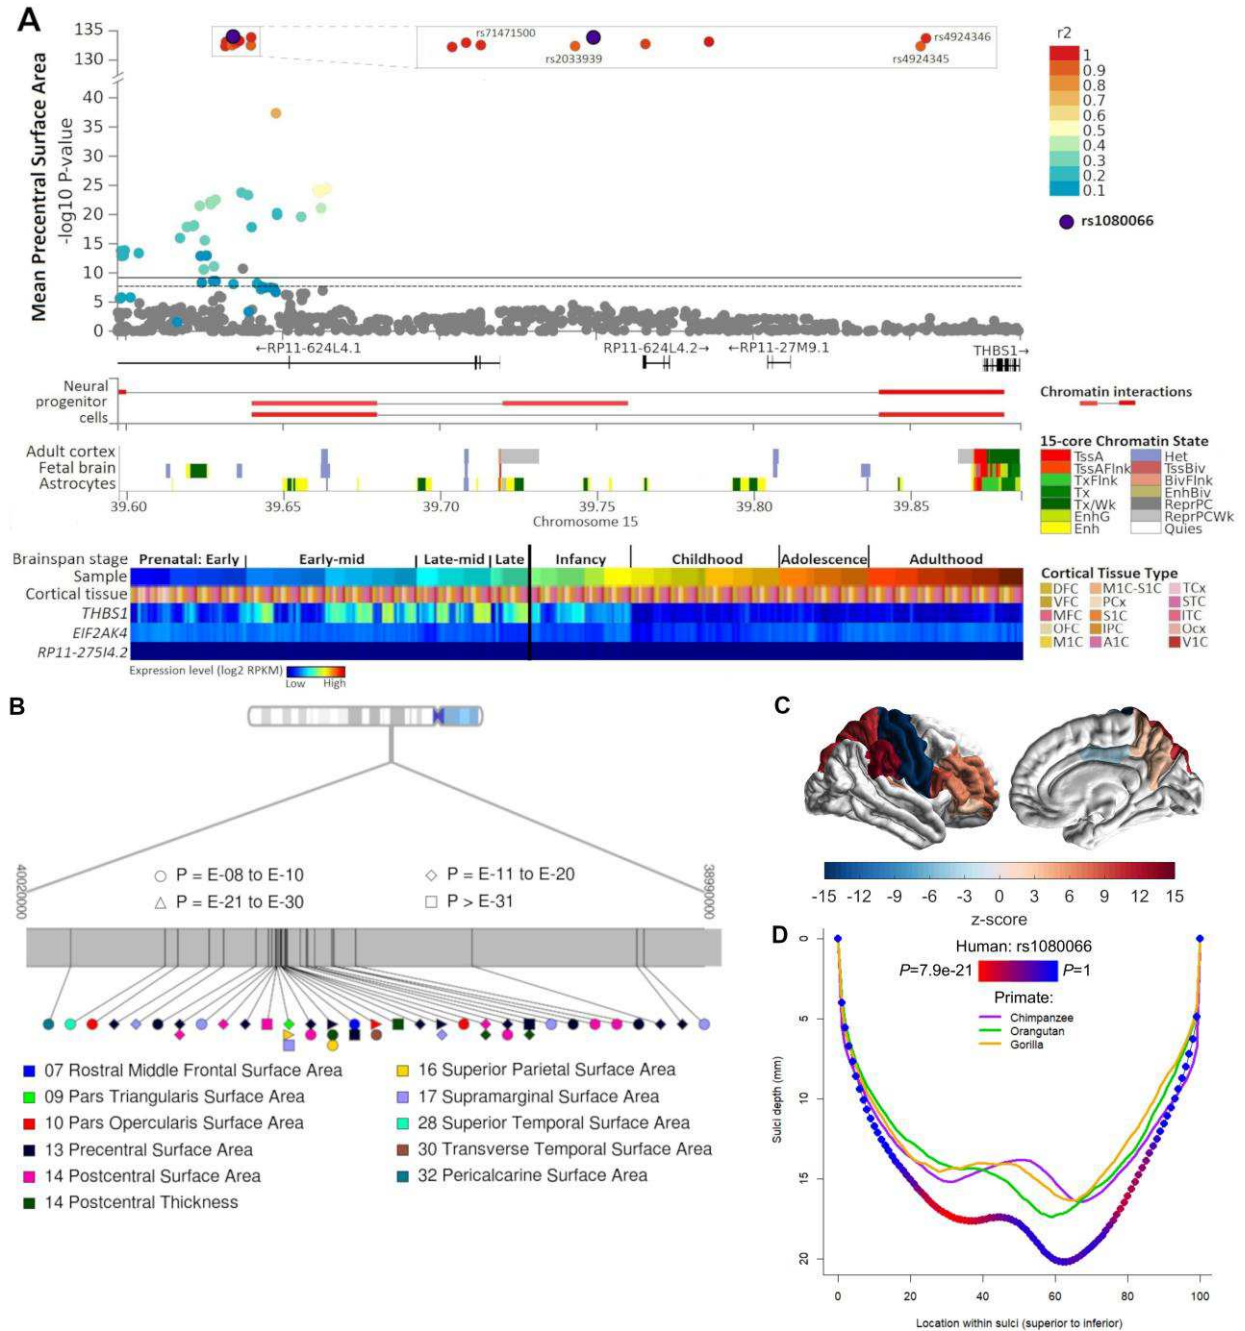 A
Mean Precentral Surface Area
-log10 P-value
135
130
40
35
30
25
20
15
10
5
0
rs71471500
rs2033939
rs4924346
rs4924345
r2
1
0.9
0.8
0.7
0.6
0.5
0.4
0.3
0.2
0.1
rs1080066
←RP11-624L4.1
RP11-624L4.2→
←RP11-27M9.1
THBS1→
Neural
progenitor
cells
Chromatin interactions
Adult cortex
Fetal brain
Astrocytes
39.60
39.65
39.70
39.75
39.80
39.85
Chromosome 15
15-core Chromatin State
TssA Het
TssAFlnk TssBiv
TxFlnk BivFlnk
Tx EnhBiv
Tx/Wk ReprPC
EnhG ReprPCWk
Enh Quies
Brainspan stage Prenatal: Early Early-mid Late-mid Late Infancy Childhood Adolescence Adulthood
Sample
Cortical tissue
THBS1
EIF2AK4
RP11-275I4.2
Expression level (log2 RPKM)
Low High
Cortical Tissue Type
DFC M1C-S1C TCx
VFC PCx STC
MFC S1C ITC
OFC IPC Ocx
M1C A1C V1C
B
40020000
38990000
P = E-08 to E-10
P = E-11 to E-20
P = E-21 to E-30
P > E-31
07 Rostral Middle Frontal Surface Area
09 Pars Triangularis Surface Area
10 Pars Opercularis Surface Area
13 Precentral Surface Area
14 Postcentral Surface Area
14 Postcentral Thickness
16 Superior Parietal Surface Area
17 Supramarginal Surface Area
28 Superior Temporal Surface Area
30 Transverse Temporal Surface Area
32 Pericalcarine Surface Area
C
-15 -12 -9 -6 -3 0 3 6 9 12 15
z-score
D
Human: rs1080066
P=7.9e-21 P=1
Primate:
Chimpanzee
Orangutan
Gorilla
Sulci depth (mm)
0
5
10
15
20
0 20 40 60 80 100
Location within sulci (superior to inferior)